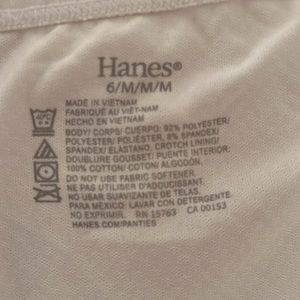 Hanes®
6/M/M/M
MADE IN VIETNAM
FABRIQUÉ AU VIÊT-NAM
HECHO EN VIETNAM
BODY/ CORPS/ CUERPO: 92% POLYESTER/
POLYESTER/ POLIÉSTER, 8% SPANDEX/
SPANDEX/ ELASTANO, CROTCH LINING/
DOUBLURE GOUSSET/ PUENTE INTERIOR:
100% COTTON/ COTON/ ALGODÓN.
DO NOT USE FABRIC SOFTENER.
NE PAS UTILISER D'ADOUCISSANT.
NO USAR SUAVIZANTE DE TELAS.
PARA MÉXICO: LAVAR CON DETERGENTE.
NO EXPRIMIR. RN 15763 CA 00153
HANES.COM/PANTIES
40ºC